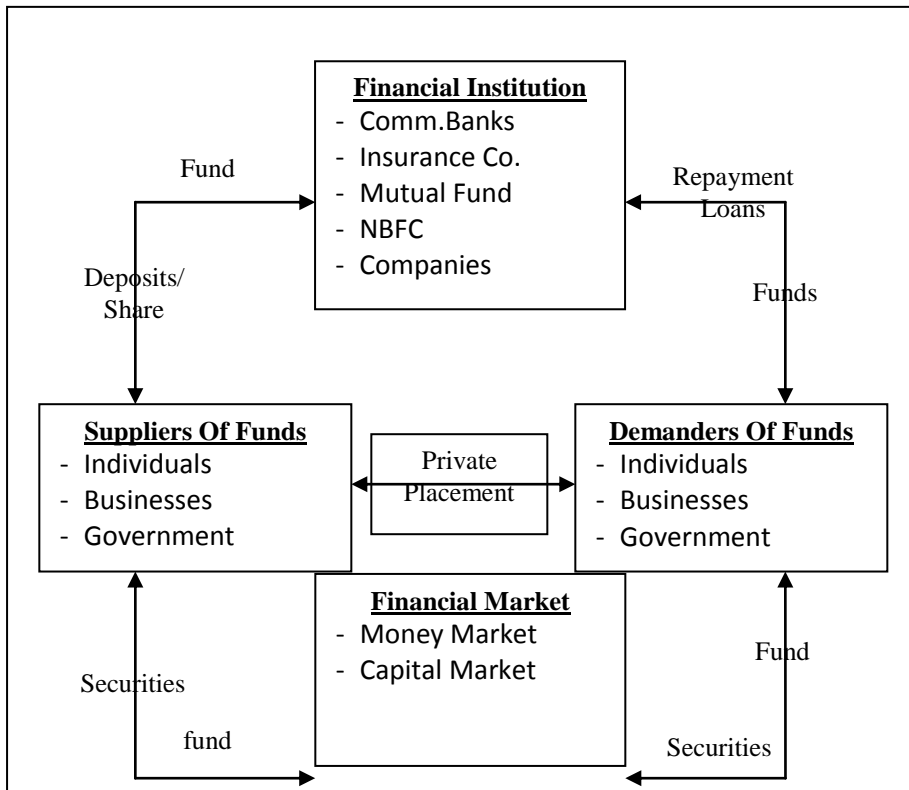 Financial Institution
- Comm.Banks
- Insurance Co.
- Mutual Fund
- NBFC
- Companies
Fund
Repayment
Loans
Deposits/
Share
Funds
Suppliers Of Funds
- Individuals
- Businesses
- Government
Private
Placement
Demanders Of Funds
- Individuals
- Businesses
- Government
Financial Market
- Money Market
- Capital Market
Securities
fund
Fund
Securities